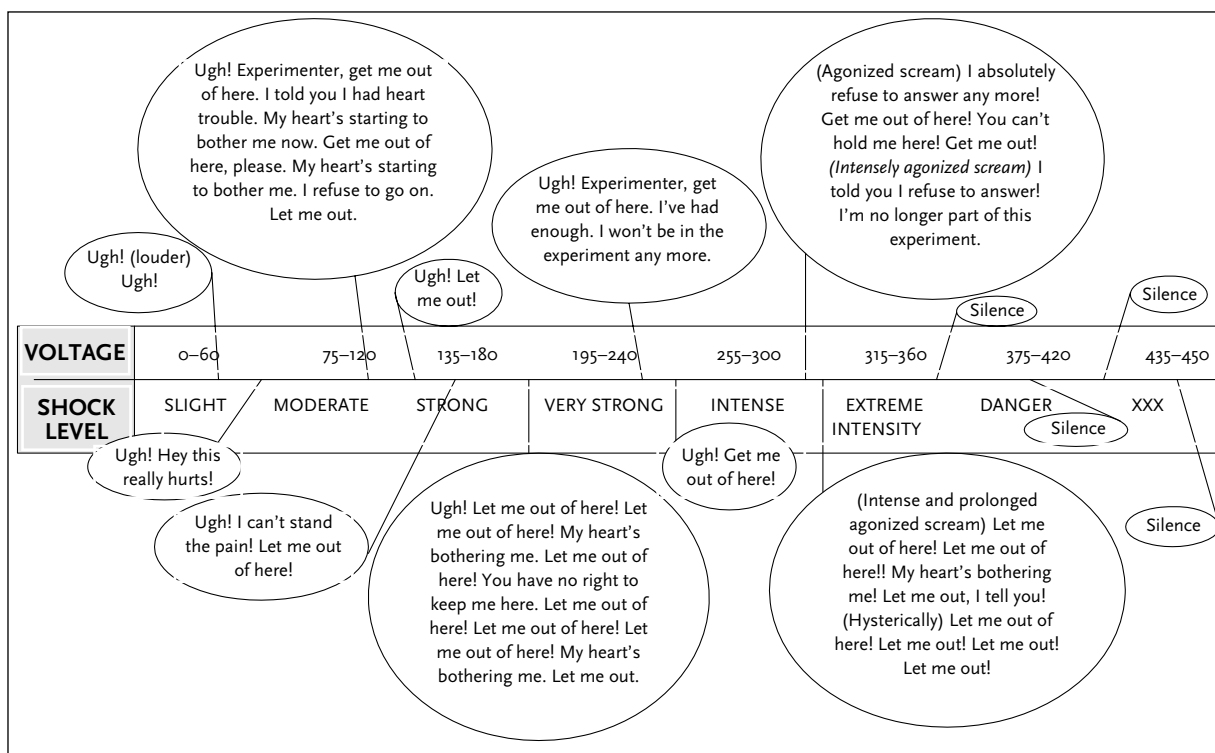 Ugh! Experimenter, get me out
of here. I told you I had heart
trouble. My heart's starting to
bother me now. Get me out of
here, please. My heart's starting
to bother me. I refuse to go on.
Let me out.
(Agonized scream) I absolutely
refuse to answer any more!
Get me out of here! You can't
hold me here! Get me out!
(Intensely agonized scream) I
told you I refuse to answer!
I'm no longer part of this
experiment.
Ugh! Experimenter, get
me out of here. I've had
enough. I won't be in the
experiment any more.
Ugh! (louder)
Ugh!
Ugh! Let
me out!
Silence
Silence
VOLTAGE 0–60 75–120 135–180 195–240 255–300 315–360 375–420 435–450
SHOCK LEVEL SLIGHT MODERATE STRONG VERY STRONG INTENSE EXTREME INTENSITY DANGER XXX
Silence
Ugh! Hey this
really hurts!
Ugh! Get me
out of here!
Ugh! I can't stand
the pain! Let me out
of here!
Ugh! Let me out of here! Let
me out of here! My heart's
bothering me. Let me out of
here! You have no right to
keep me here. Let me out of
here! Let me out of here! Let
me out of here! My heart's
bothering me. Let me out.
(Intense and prolonged
agonized scream) Let me
out of here! Let me out of
here!! My heart's bothering
me! Let me out, I tell you!
(Hysterically) Let me out of
here! Let me out! Let me out!
Let me out!
Silence